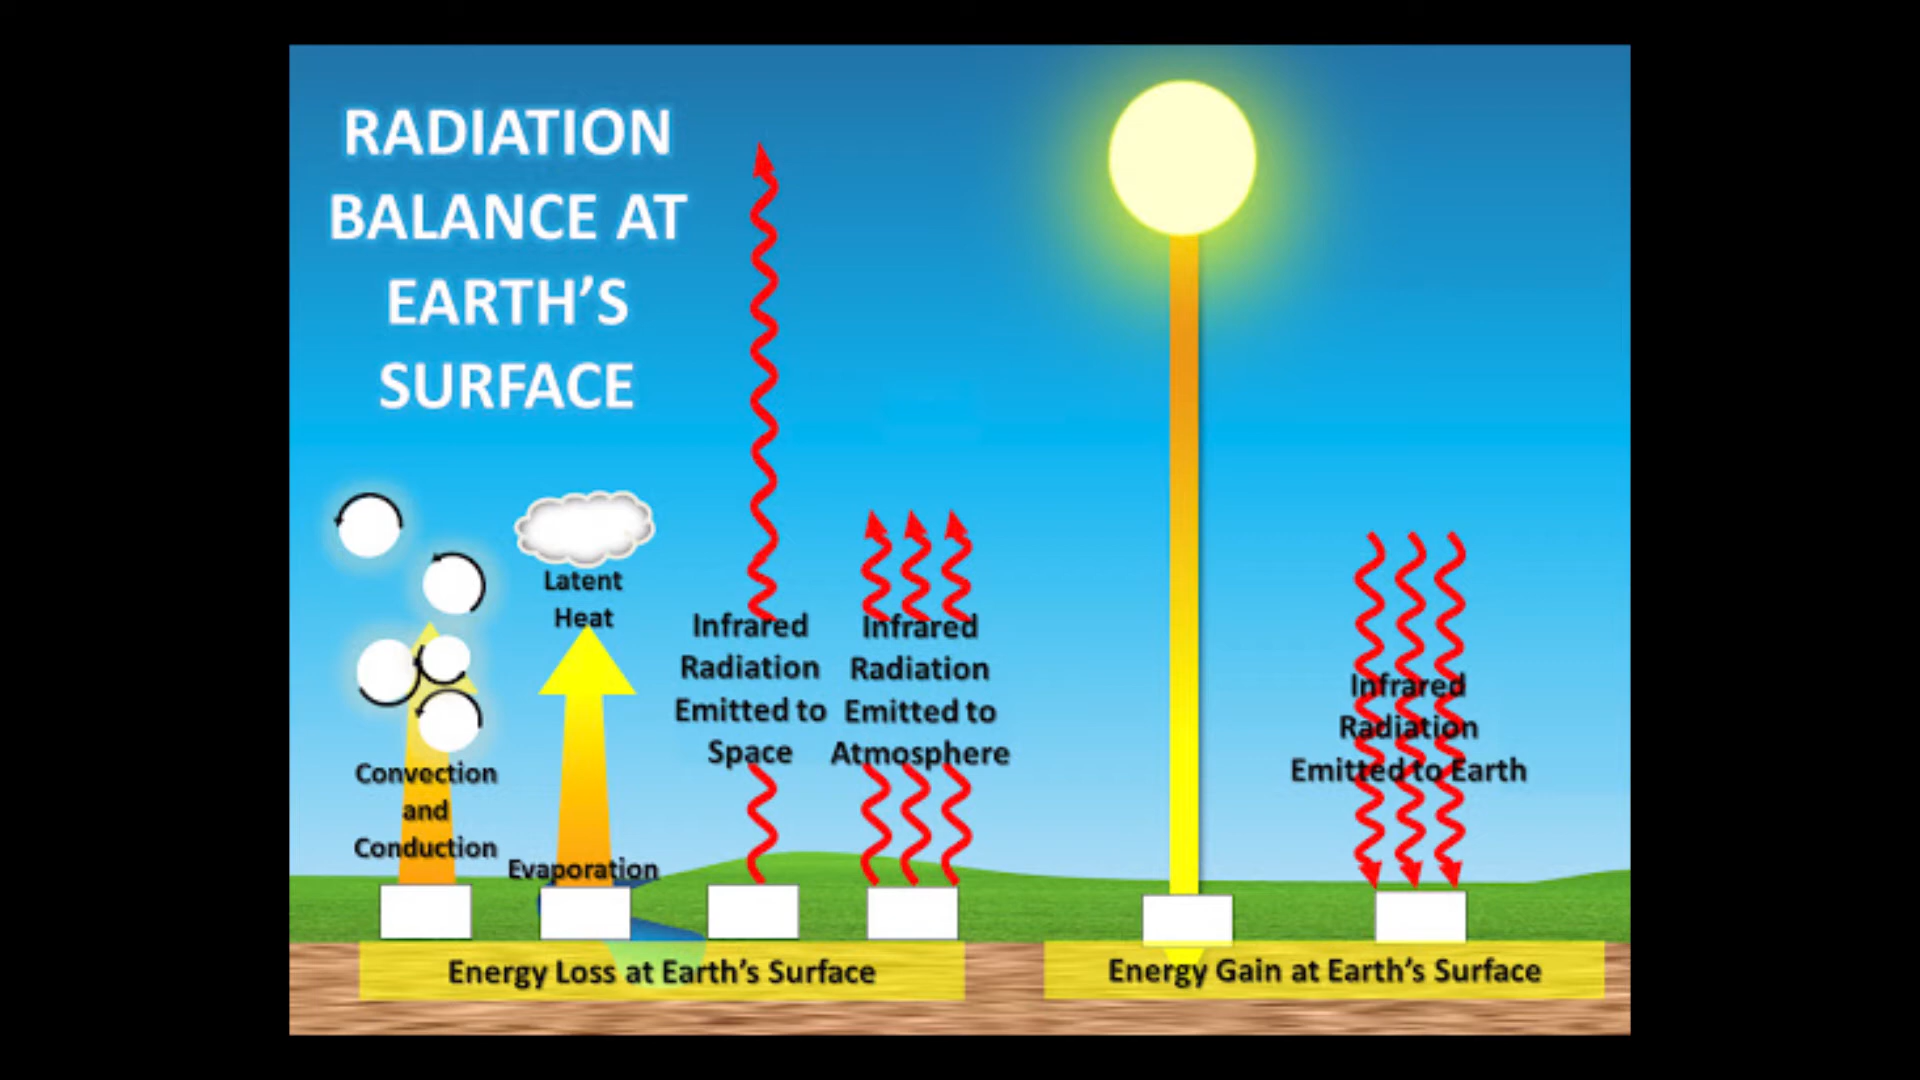 RADIATION
BALANCE AT
EARTH'S
SURFACE
Latent
Heat
Convection
and
Conduction
Evaporation
Infrared
Radiation
Emitted to
Space
Infrared
Radiation
Emitted to
Atmosphere
Infrared
Radiation
Emitted to Earth
Energy Loss at Earth's Surface
Energy Gain at Earth's Surface